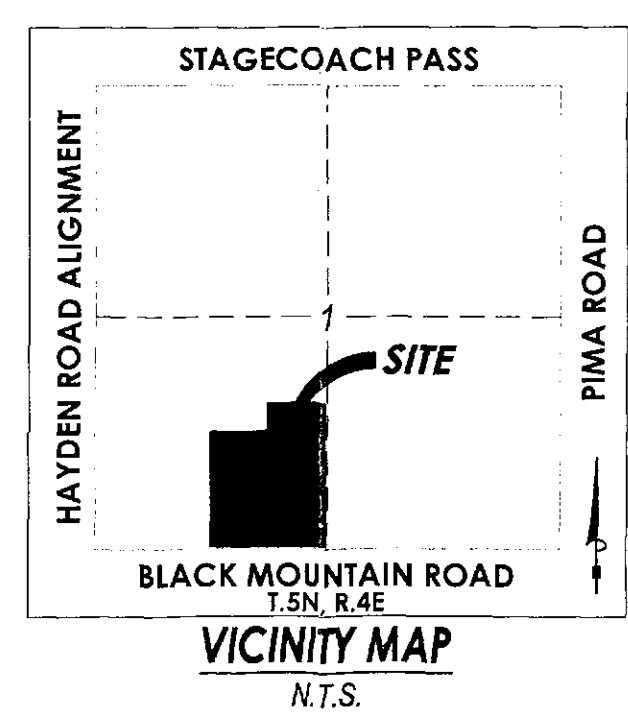 STAGECOACH PASS
HAYDEN ROAD ALIGNMENT
PIMA ROAD
1
SITE
BLACK MOUNTAIN ROAD
T.5N, R.4E
VICINITY MAP
N.T.S.